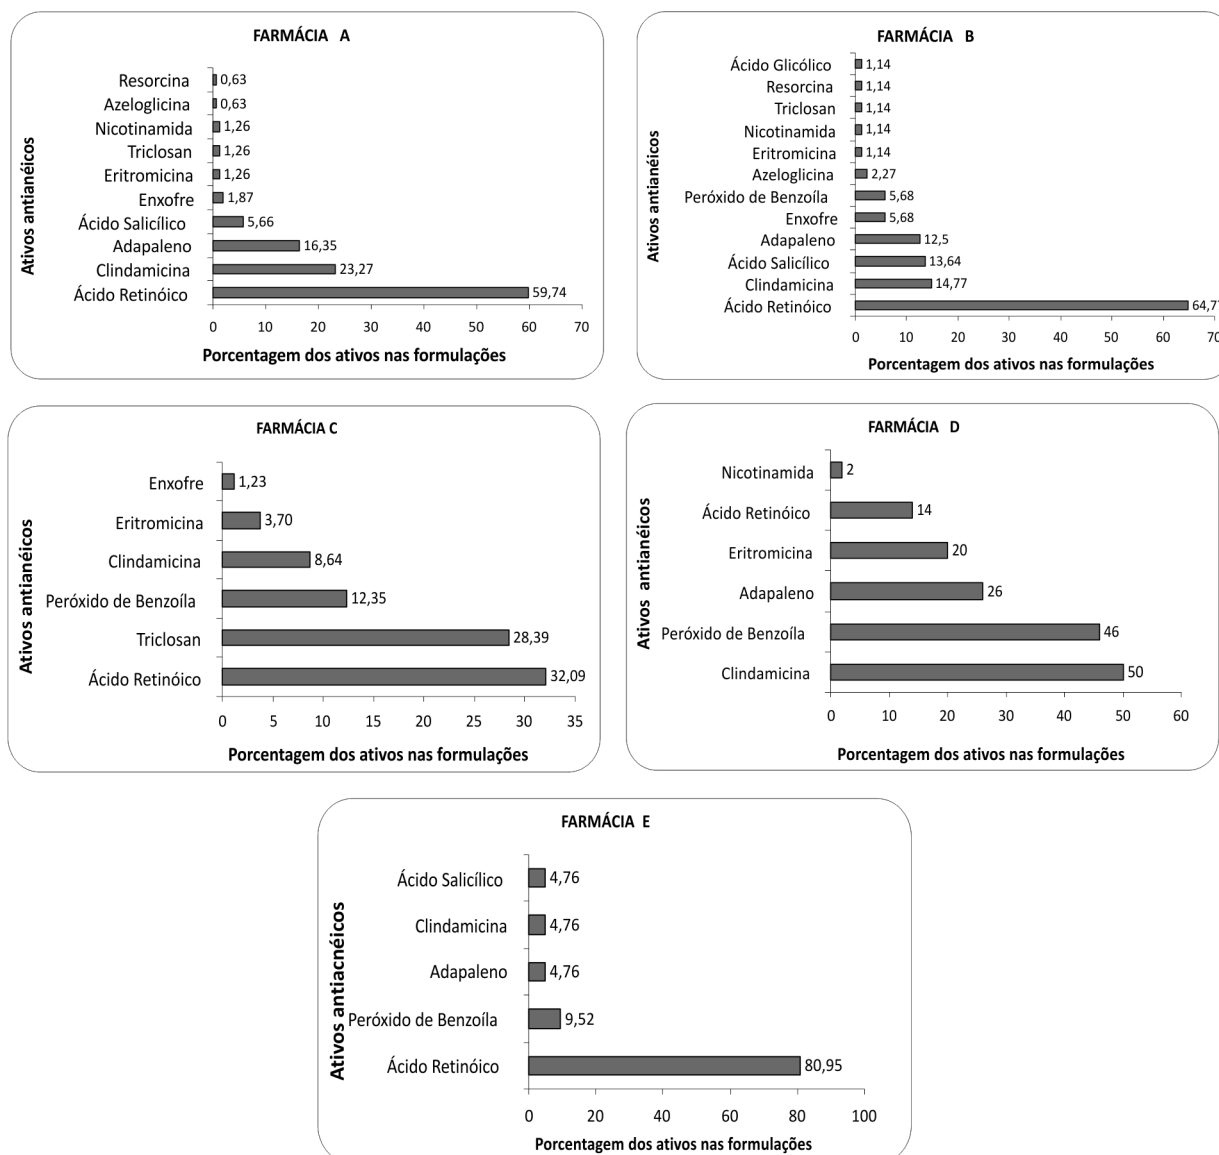 FARMÁCIA A
Ativos antianéicos
Resorcina 0,63
Azeloglicina 0,63
Nicotinamida 1,26
Triclosan 1,26
Eritromicina 1,26
Enxofre 1,87
Ácido Salicílico 5,66
Adapaleno 16,35
Clindamicina 23,27
Ácido Retinóico 59,74
0 10 20 30 40 50 60 70
Porcentagem dos ativos nas formulações
FARMÁCIA B
Ativos antianéicos
Ácido Glicólico 1,14
Resorcina 1,14
Triclosan 1,14
Nicotinamida 1,14
Eritromicina 1,14
Azeloglicina 2,27
Peróxido de Benzoíla 5,68
Enxofre 5,68
Adapaleno 12,5
Ácido Salicílico 13,64
Clindamicina 14,77
Ácido Retinóico 64,77
0 10 20 30 40 50 60 70
Porcentagem dos ativos nas formulações
FARMÁCIA C
Ativos antianéicos
Enxofre 1,23
Eritromicina 3,70
Clindamicina 8,64
Peróxido de Benzoíla 12,35
Triclosan 28,39
Ácido Retinóico 32,09
0 5 10 15 20 25 30 35
Porcentagem dos ativos nas formulações
FARMÁCIA D
Ativos antianéicos
Nicotinamida 2
Ácido Retinóico 14
Eritromicina 20
Adapaleno 26
Peróxido de Benzoíla 46
Clindamicina 50
0 10 20 30 40 50 60
Porcentagem dos ativos nas formulações
FARMÁCIA E
Ativos antiacnéicos
Ácido Salicílico 4,76
Clindamicina 4,76
Adapaleno 4,76
Peróxido de Benzoíla 9,52
Ácido Retinóico 80,95
0 20 40 60 80 100
Porcentagem dos ativos nas formulações